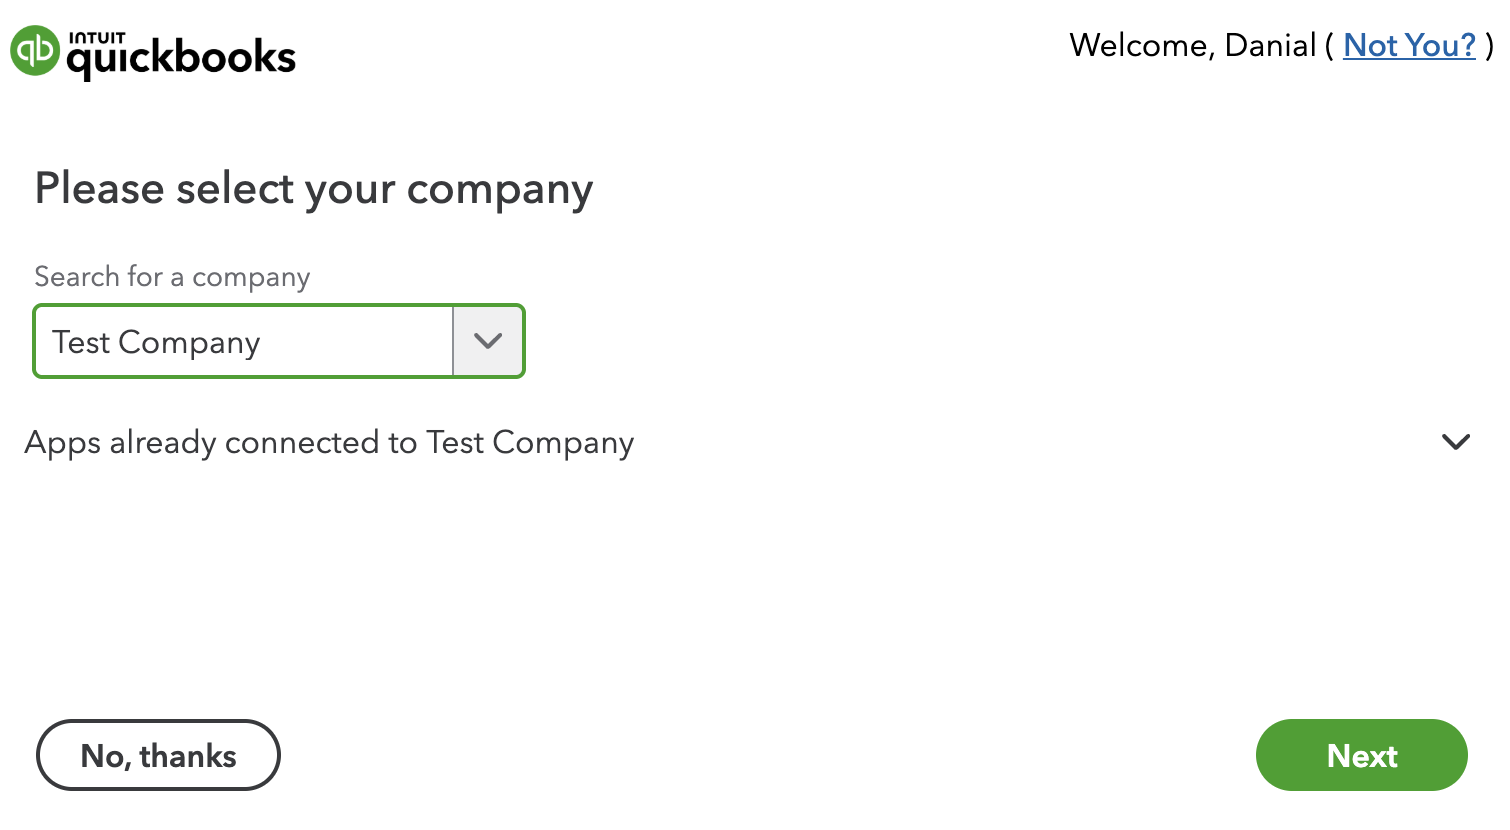 qb INTUIT
quickbooks
Welcome, Danial ( Not You? )
Please select your company
Search for a company
Test Company
Apps already connected to Test Company
No, thanks
Next